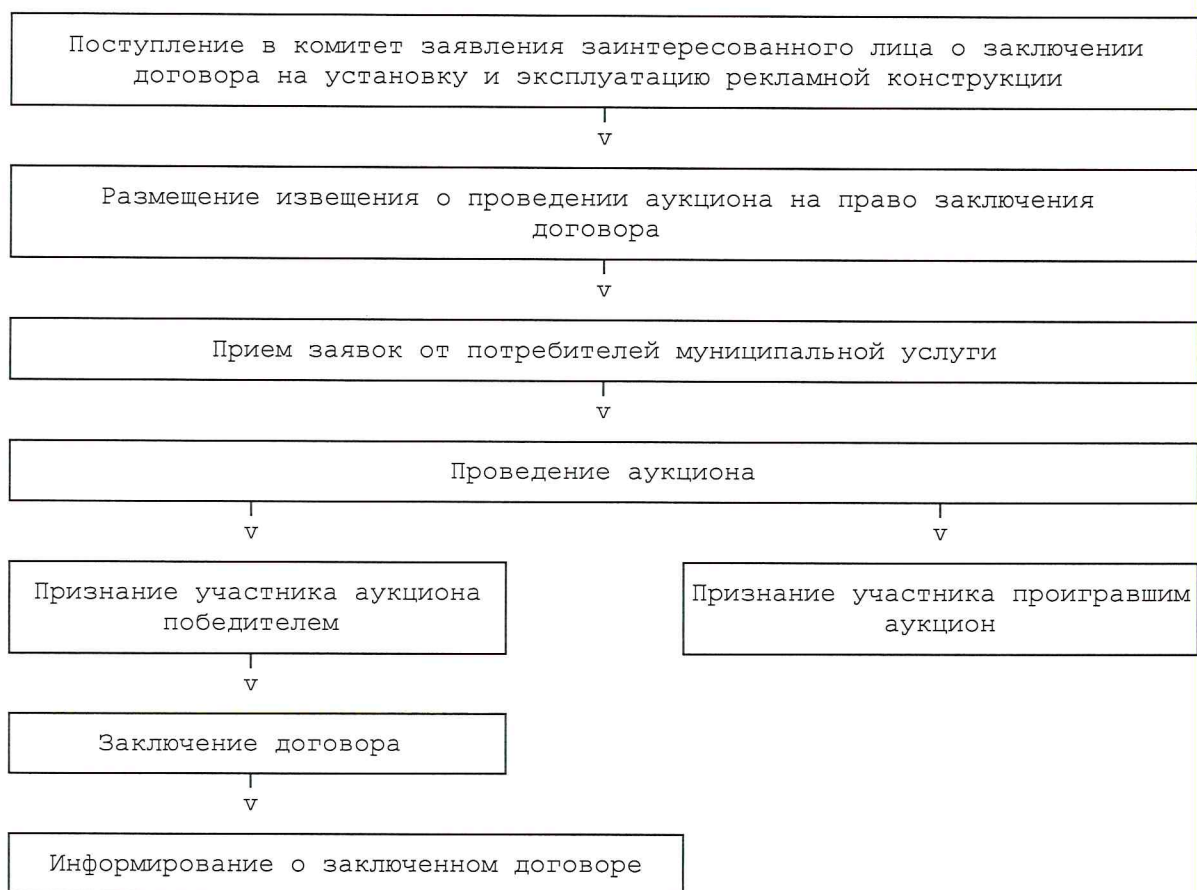 Поступление в комитет заявления заинтересованного лица о заключении
договора на установку и эксплуатацию рекламной конструкции
v
Размещение извещения о проведении аукциона на право заключения
договора
v
Прием заявок от потребителей муниципальной услуги
v
Проведение аукциона
v v
Признание участника аукциона
победителем
Признание участника проигравшим
аукцион
v
Заключение договора
v
Информирование о заключенном договоре